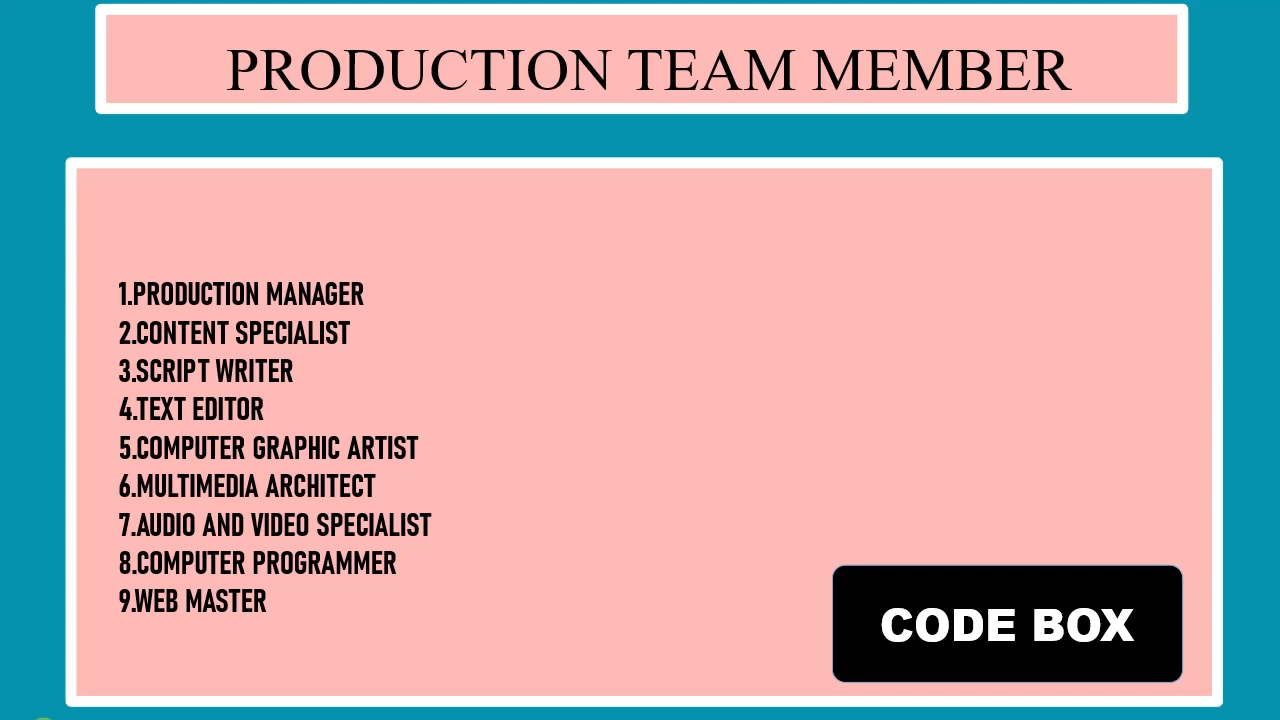 PRODUCTION TEAM MEMBER
1.PRODUCTION MANAGER
2.CONTENT SPECIALIST
3.SCRIPT WRITER
4.TEXT EDITOR
5.COMPUTER GRAPHIC ARTIST
6.MULTIMEDIA ARCHITECT
7.AUDIO AND VIDEO SPECIALIST
8.COMPUTER PROGRAMMER
9.WEB MASTER
CODE BOX